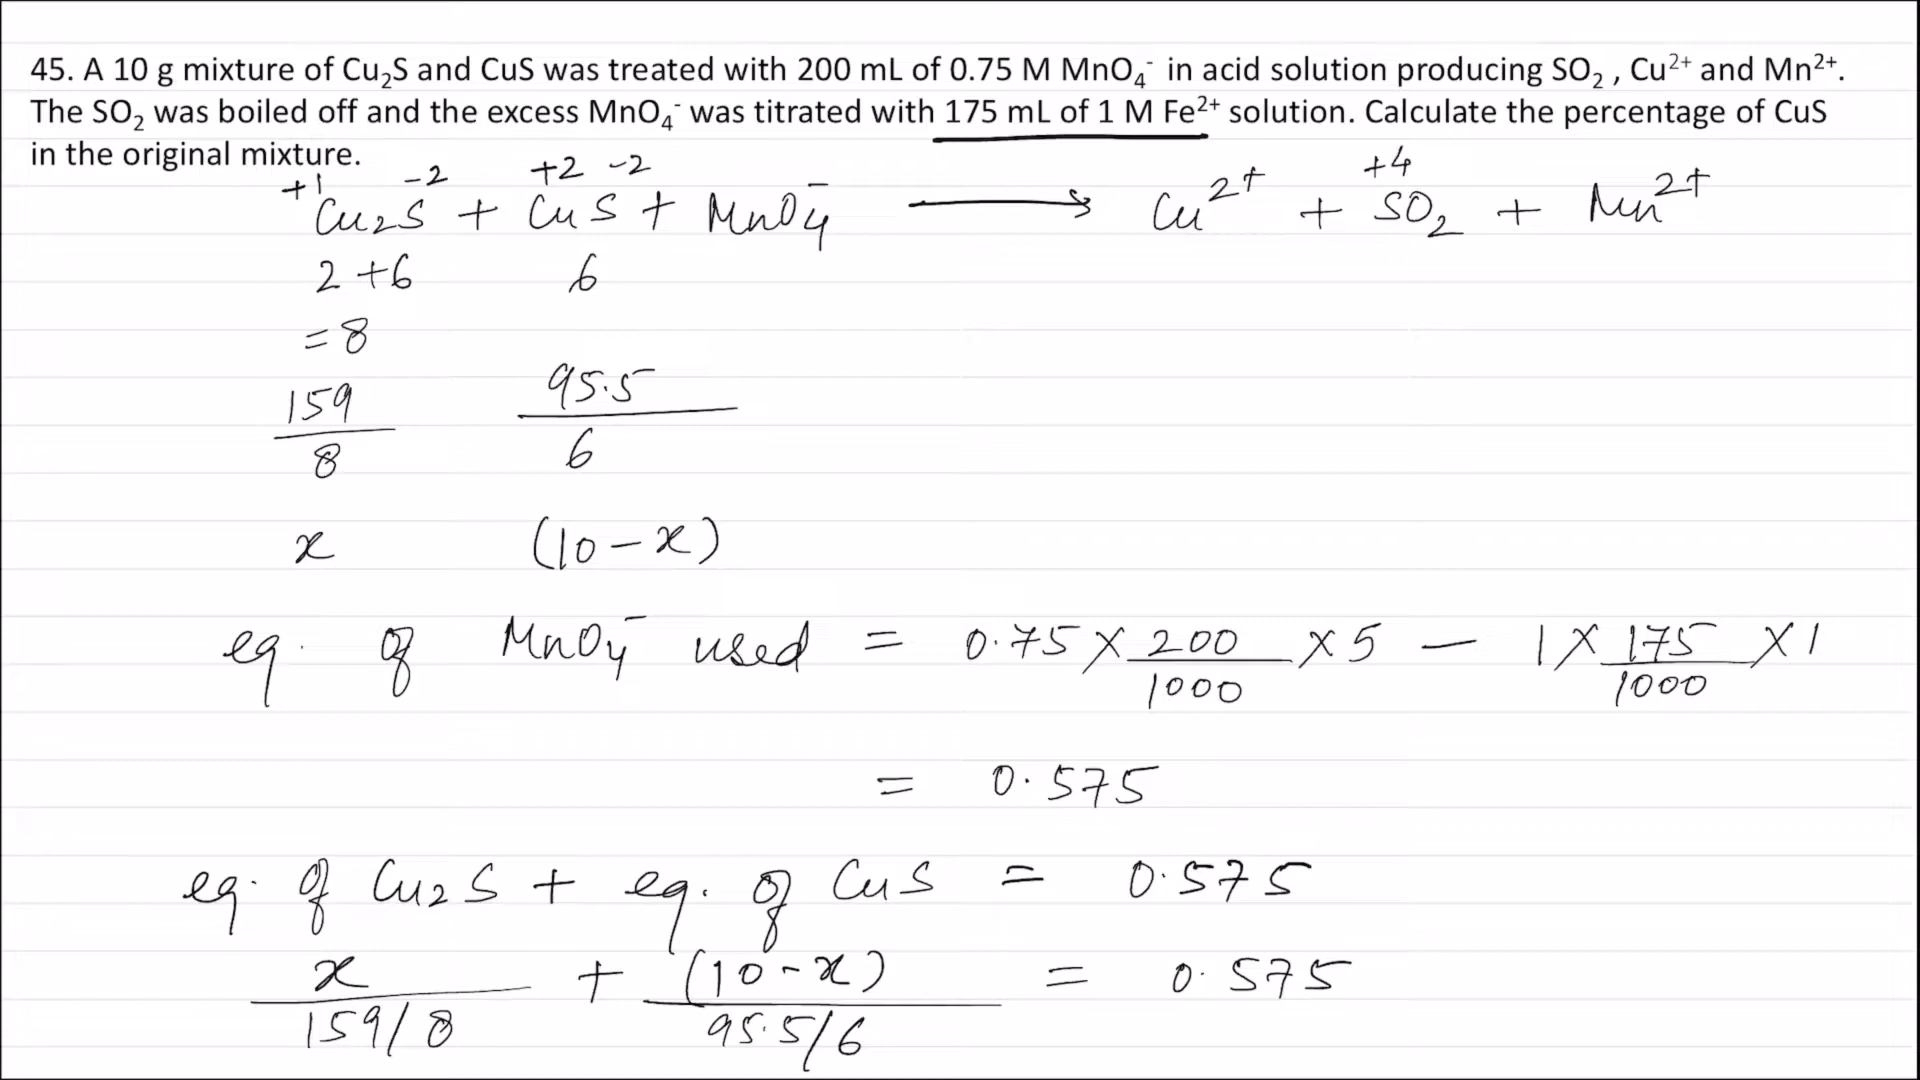 45. A 10 g mixture of Cu₂S and CuS was treated with 200 mL of 0.75 M MnO₄⁻ in acid solution producing SO₂ , Cu²⁺ and Mn²⁺.
The SO₂ was boiled off and the excess MnO₄⁻ was titrated with 175 mL of 1 M Fe²⁺ solution. Calculate the percentage of CuS
in the original mixture.
+1 -2 +2 -2 +4
Cu₂S + CuS + MnO₄⁻ ⟶ Cu²⁺ + SO₂ + Mn²⁺
2 + 6 6
= 8
159/8 95.5/6
x (10 - x)
eq. of MnO₄⁻ used = 0.75 × 200/1000 × 5 - 1 × 175/1000 × 1
= 0.575
eq. of Cu₂S + eq. of CuS = 0.575
x/(159/8) + (10 - x)/(95.5/6) = 0.575